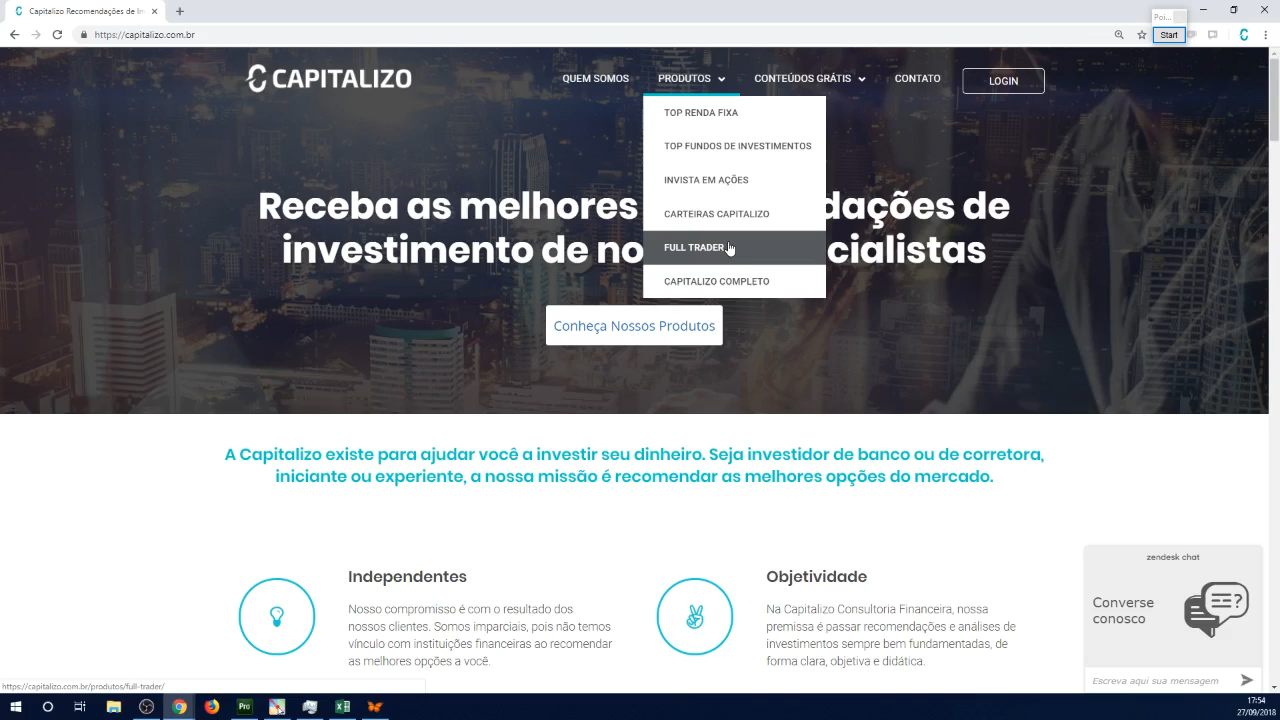 Capitalizo Recomendações de In
Poi...
https://capitalizo.com.br
Start
CAPITALIZO
QUEM SOMOS
PRODUTOS
CONTEÚDOS GRÁTIS
CONTATO
LOGIN
TOP RENDA FIXA
TOP FUNDOS DE INVESTIMENTOS
INVISTA EM AÇÕES
CARTEIRAS CAPITALIZO
FULL TRADER
CAPITALIZO COMPLETO
Receba as melhores dações de
investimento de no cialistas
Conheça Nossos Produtos
A Capitalizo existe para ajudar você a investir seu dinheiro. Seja investidor de banco ou de corretora,
iniciante ou experiente, a nossa missão é recomendar as melhores opções do mercado.
Independentes
Nosso compromisso é com o resultado dos
nossos clientes. Somos imparciais, pois não temos
vínculo com instituições financeiras ao recomendar
as melhores opções a você.
Objetividade
Na Capitalizo Consultoria Financeira, nossa
premissa é passar recomendações e análises de
investimentos sempre bem fundamentadas, de
forma clara, objetiva e didática.
zendesk chat
Converse
conosco
Escreva aqui sua mensagem
https://capitalizo.com.br/produtos/full-trader/
Pro
17:54
27/09/2018